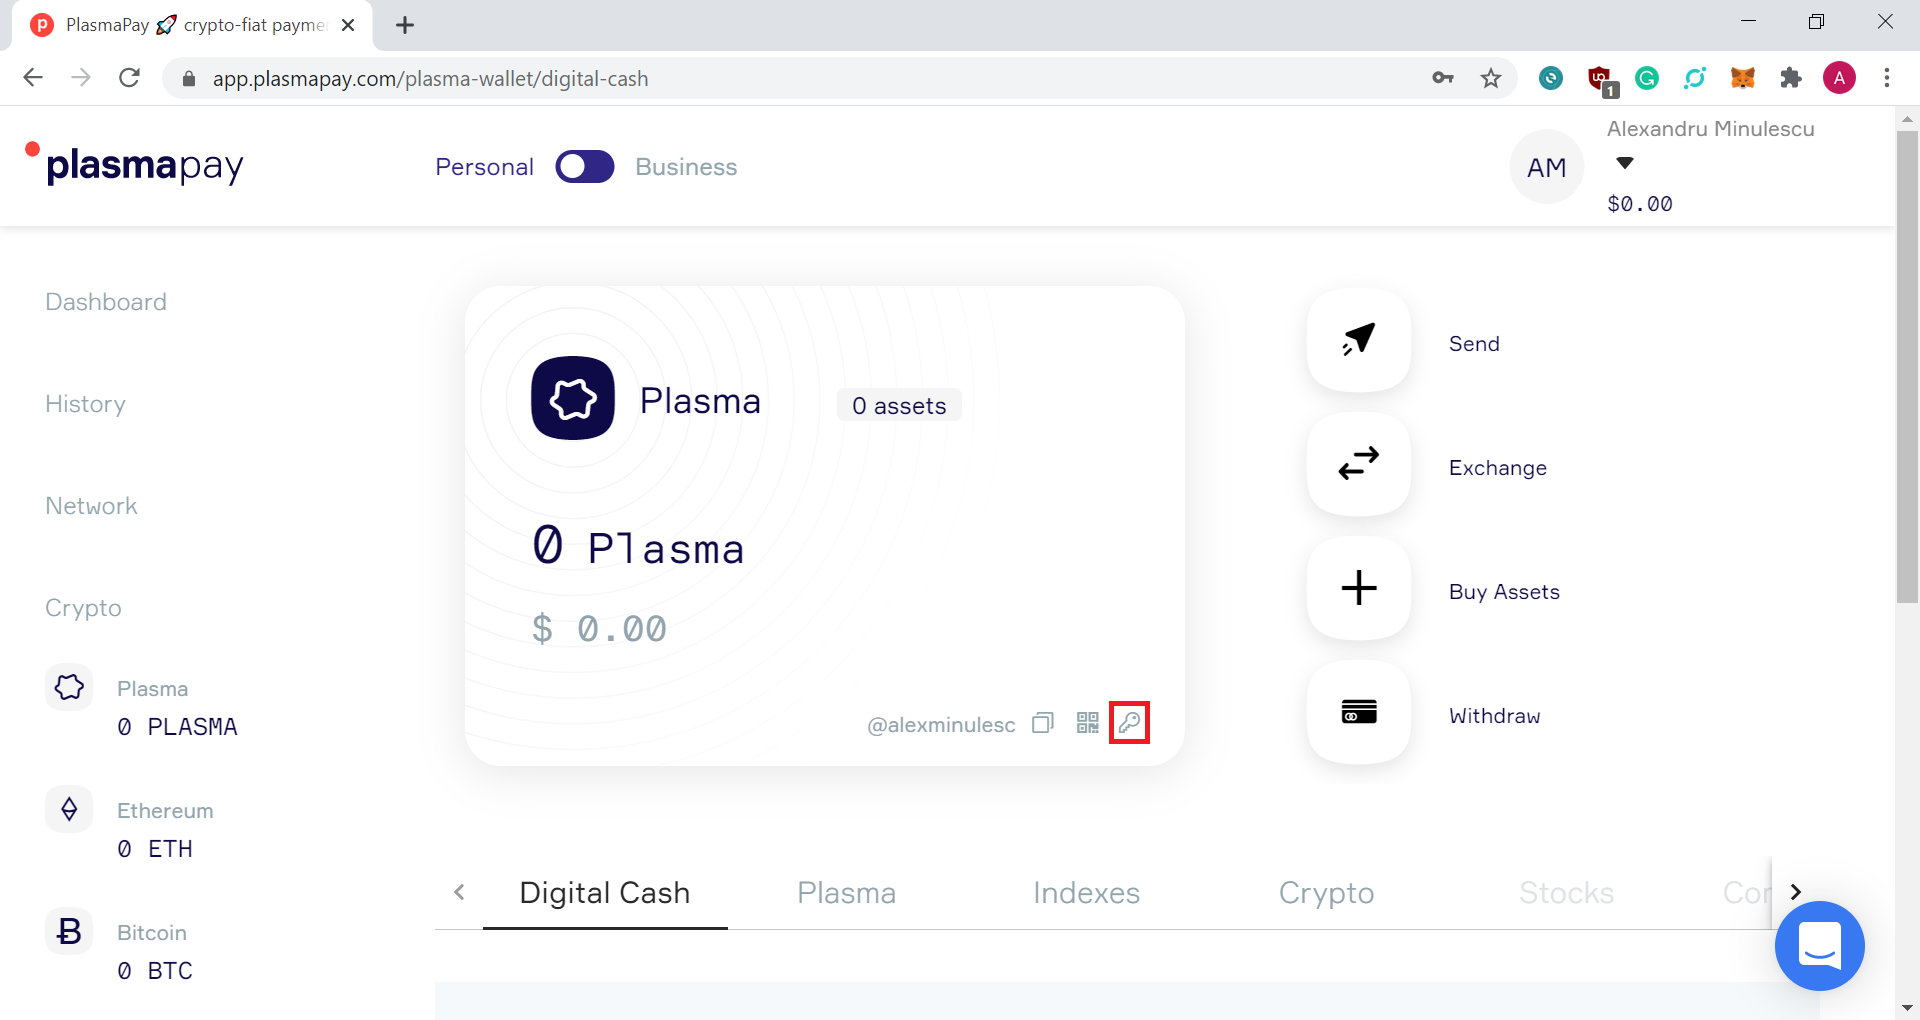 PlasmaPay 🚀 crypto-fiat payme
app.plasmapay.com/plasma-wallet/digital-cash
1
A
plasmapay
Personal
Business
AM
Alexandru Minulescu
$0.00
Dashboard
History
Network
Crypto
Plasma
0 PLASMA
Ethereum
0 ETH
Bitcoin
0 BTC
Plasma
0 assets
0 Plasma
$ 0.00
@alexminulesc
Send
Exchange
Buy Assets
Withdraw
Digital Cash
Plasma
Indexes
Crypto
Stocks
Cor